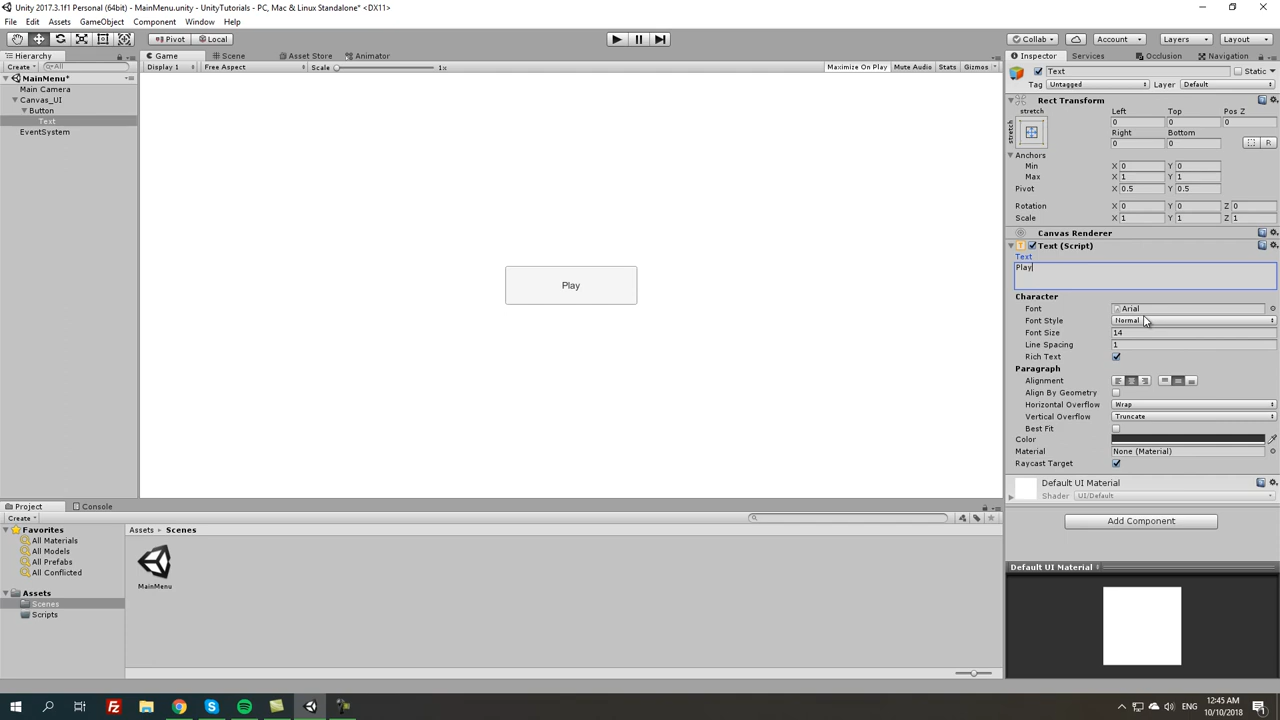 Unity 2017.3.1f1 Personal (64bit) - MainMenu.unity - UnityTutorials - PC, Mac & Linux Standalone* <DX11>
File Edit Assets GameObject Component Window Help
Pivot Local Collab Account Layers Layout
Hierarchy
Create All
MainMenu*
Main Camera
Canvas_UI
Button
Text
EventSystem
Game Scene Asset Store Animator
Display 1 Free Aspect Scale 1x Maximize On Play Mute Audio Stats Gizmos
Play
Inspector Services Occlusion Navigation
Text Static
Tag Untagged Layer Default
Rect Transform
stretch Left Top Pos Z
stretch 0 0 0
Right Bottom
0 0 R
Anchors
Min X 0 Y 0
Max X 1 Y 1
Pivot X 0.5 Y 0.5
Rotation X 0 Y 0 Z 0
Scale X 1 Y 1 Z 1
Canvas Renderer
Text (Script)
Text
Play
Character
Font Arial
Font Style Normal
Font Size 14
Line Spacing 1
Rich Text
Paragraph
Alignment
Align By Geometry
Horizontal Overflow Wrap
Vertical Overflow Truncate
Best Fit
Color
Material None (Material)
Raycast Target
Default UI Material
Shader UI/Default
Add Component
Default UI Material
Project Console
Create
Favorites
All Materials
All Models
All Prefabs
All Conflicted
Assets
Scenes
Scripts
Assets ▸ Scenes
MainMenu
ENG 12:45 AM
10/10/2018
1